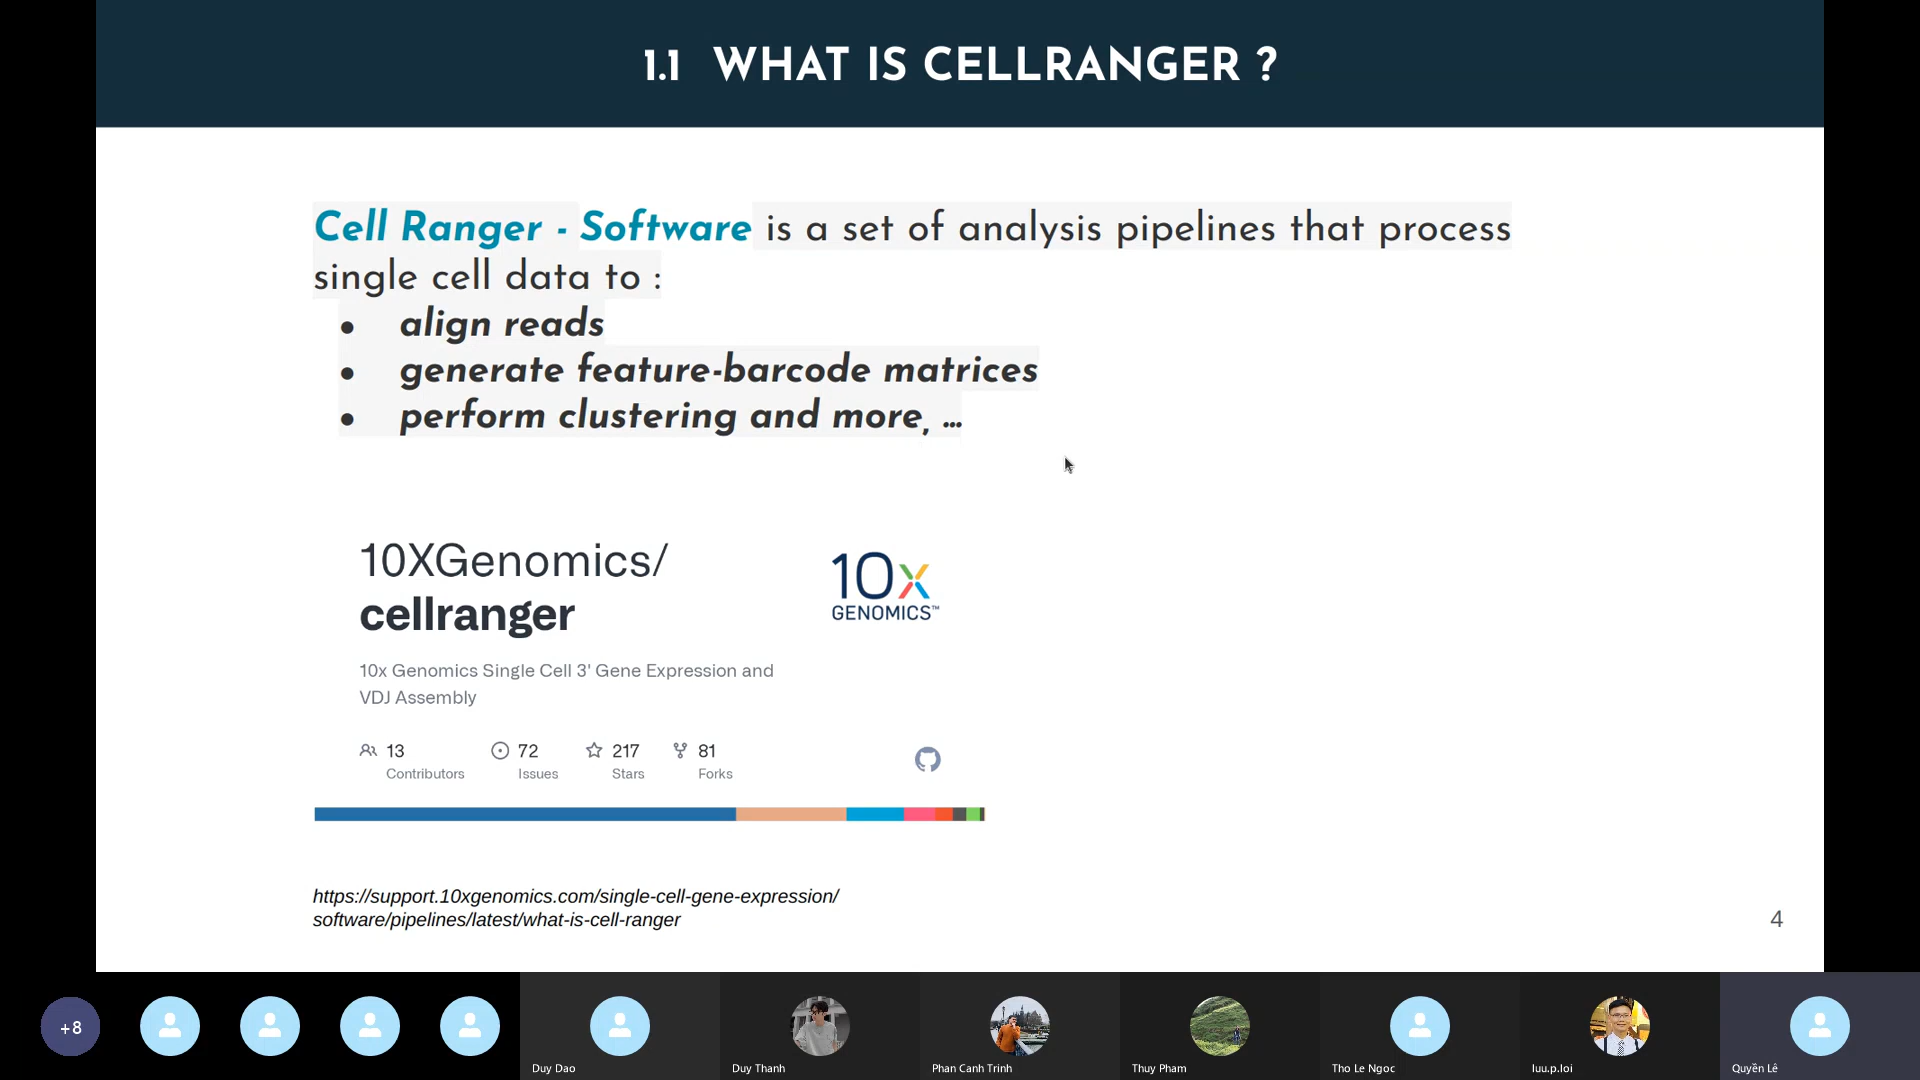 1.1 WHAT IS CELLRANGER ?
Cell Ranger - Software is a set of analysis pipelines that process
single cell data to :
● align reads
● generate feature-barcode matrices
● perform clustering and more, ...
10XGenomics/
cellranger
10x
GENOMICS™
10x Genomics Single Cell 3' Gene Expression and
VDJ Assembly
13 72 217 81
Contributors Issues Stars Forks
https://support.10xgenomics.com/single-cell-gene-expression/
software/pipelines/latest/what-is-cell-ranger
4
+8
Duy Dao Duy Thanh Phan Canh Trinh Thuy Pham Tho Le Ngoc luu.p.loi Quyền Lê